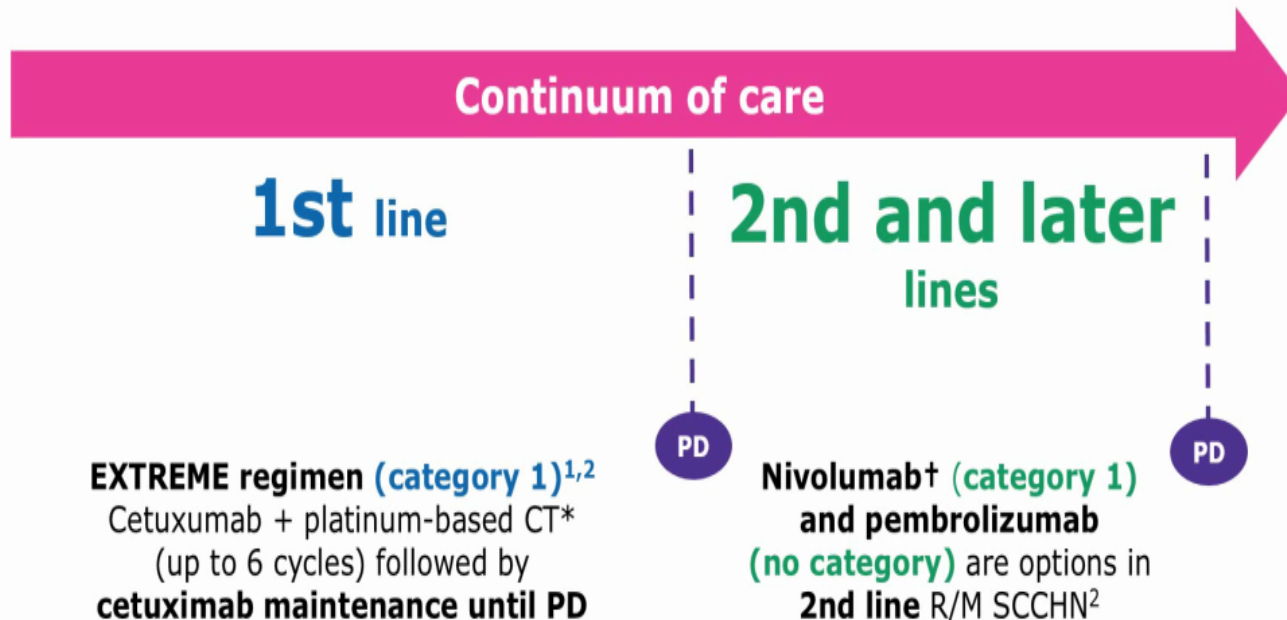 Continuum of care
1st line
2nd and later
lines
PD
PD
EXTREME regimen (category 1)1,2
Cetuxumab + platinum-based CT*
(up to 6 cycles) followed by
cetuximab maintenance until PD
Nivolumab† (category 1)
and pembrolizumab
(no category) are options in
2nd line R/M SCCHN2